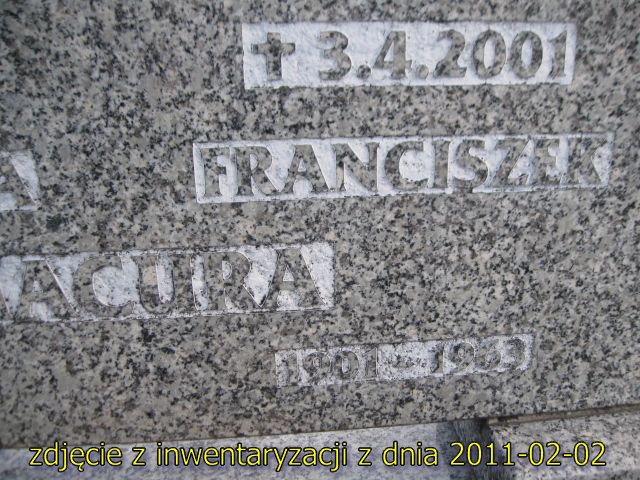 † 3.4.2001
A FRANCISZEK
ACURA
1901 - 1963
zdjęcie z inwentaryzacji z dnia 2011-02-02